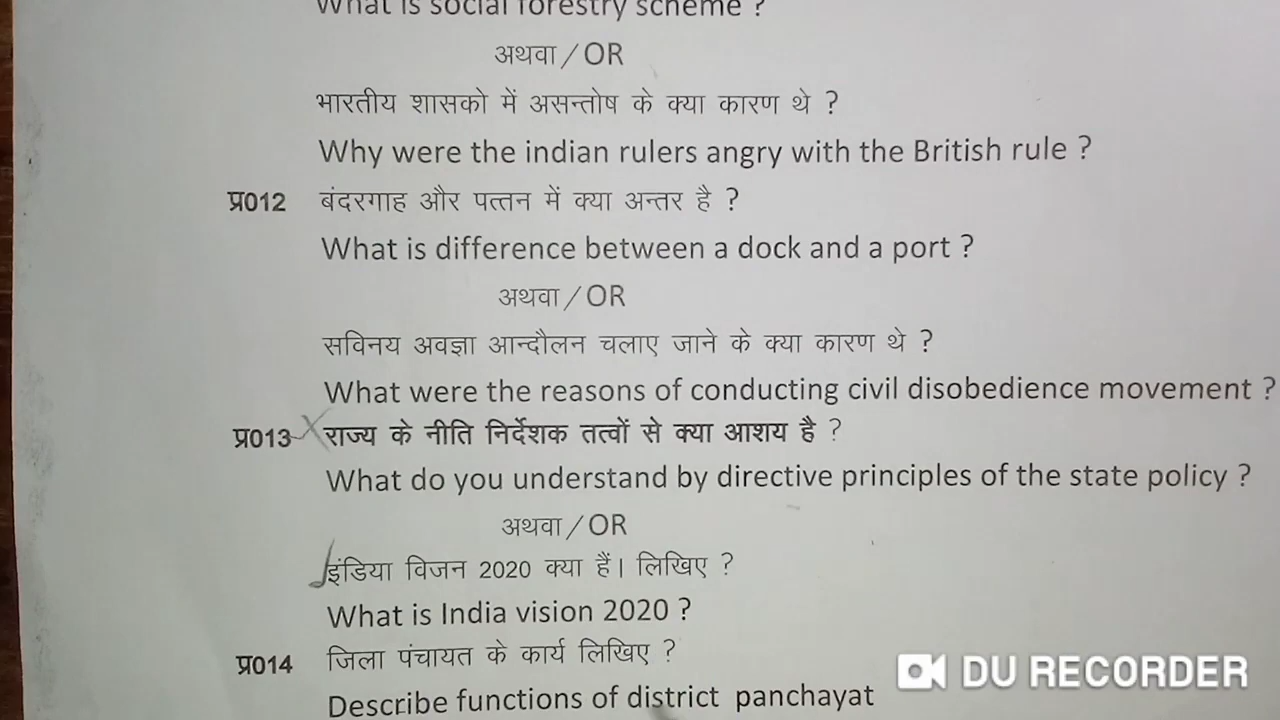 What is social forestry scheme ?
अथवा / OR
भारतीय शासको में असन्तोष के क्या कारण थे ?
Why were the indian rulers angry with the British rule ?
प्र012 बंदरगाह और पत्तन में क्या अन्तर है ?
What is difference between a dock and a port ?
अथवा / OR
सविनय अवज्ञा आन्दौलन चलाए जाने के क्या कारण थे ?
What were the reasons of conducting civil disobedience movement ?
प्र013 राज्य के नीति निर्देशक तत्वों से क्या आशय है ?
What do you understand by directive principles of the state policy ?
अथवा / OR
इंडिया विजन 2020 क्या हैं। लिखिए ?
What is India vision 2020 ?
प्र014 जिला पंचायत के कार्य लिखिए ?
Describe functions of district panchayat
DU RECORDER